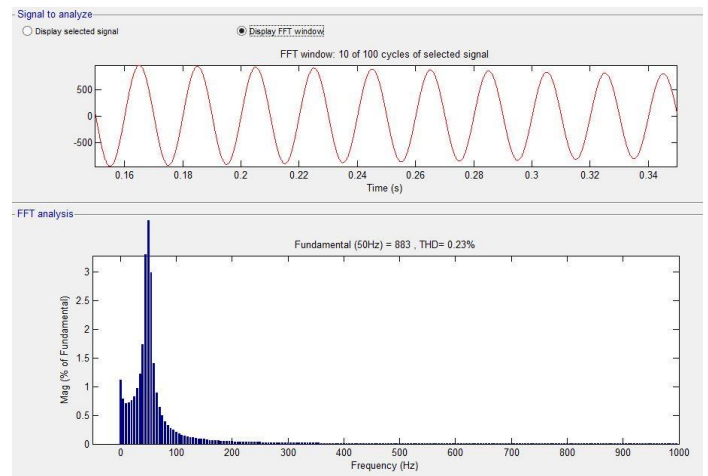 Signal to analyze
Display selected signal Display FFT window
FFT window: 10 of 100 cycles of selected signal
500
0
-500
0.16 0.18 0.2 0.22 0.24 0.26 0.28 0.3 0.32 0.34
Time (s)
FFT analysis
Fundamental (50Hz) = 883 , THD= 0.23%
3
2.5
2
1.5
1
0.5
0
Mag (% of Fundamental)
0 100 200 300 400 500 600 700 800 900 1000
Frequency (Hz)